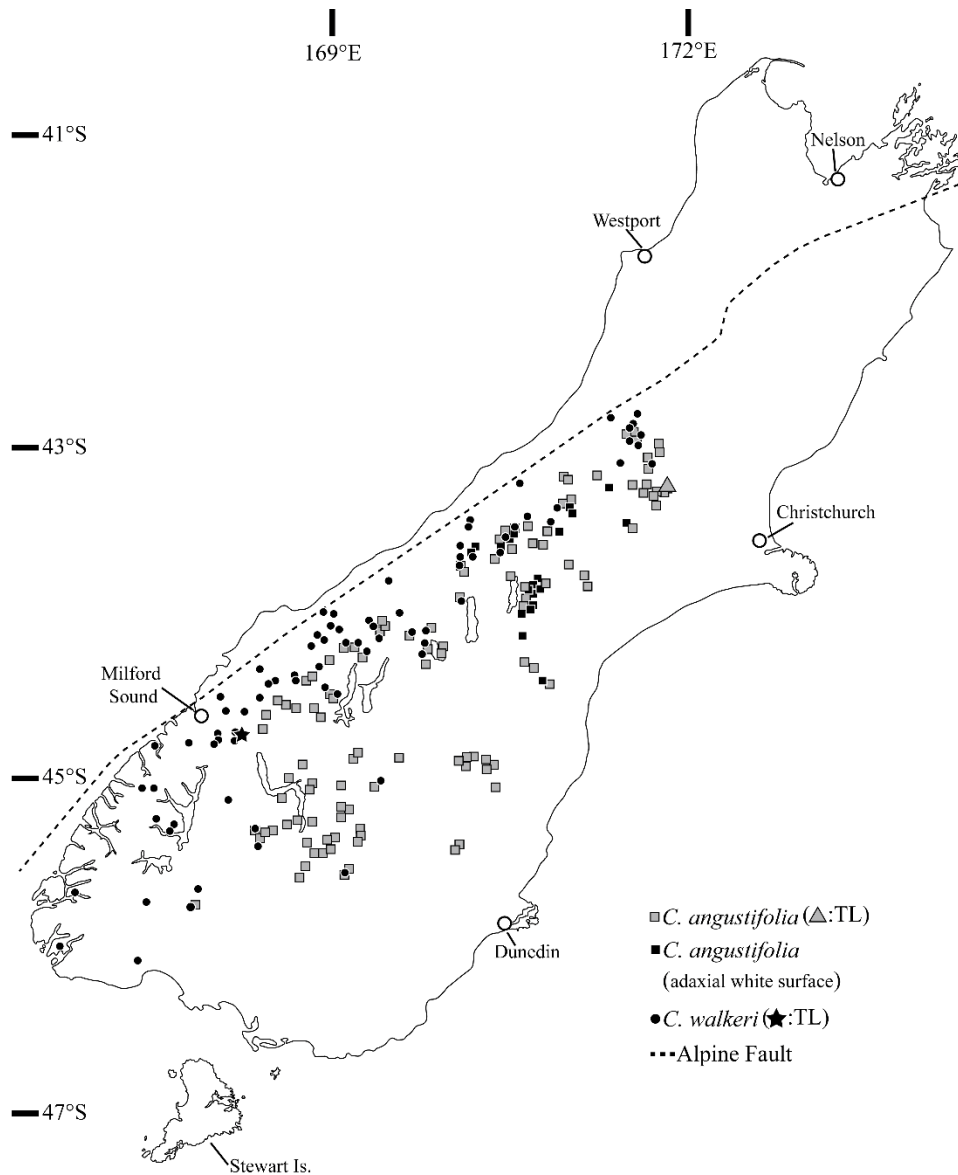 169°E
172°E
41°S
Nelson
Westport
43°S
Christchurch
Milford
Sound
45°S
C. angustifolia (▲:TL)
Dunedin
C. angustifolia
(adaxial white surface)
C. walkeri (★:TL)
Alpine Fault
47°S
Stewart Is.